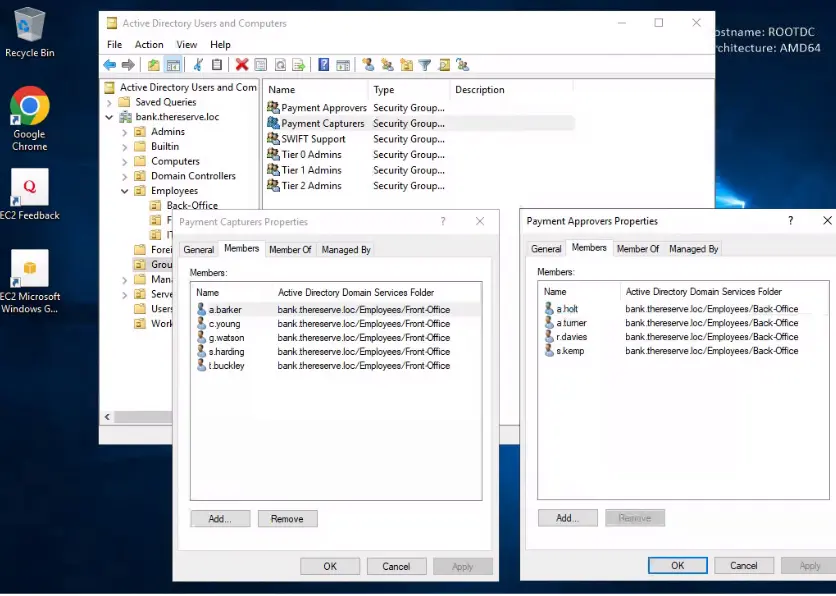 Recycle Bin
Google
Chrome
EC2 Feedback
EC2 Microsoft
Windows G...
ostname: ROOTDC
rchitecture: AMD64
Active Directory Users and Computers
File Action View Help
Active Directory Users and Com
Saved Queries
bank.thereserve.loc
Admins
Builtin
Computers
Domain Controllers
Employees
Back-Office
F
IT
Forei
Grou
Mana
Serve
Users
Work
Name Type Description
Payment Approvers Security Group...
Payment Capturers Security Group...
SWIFT Support Security Group...
Tier 0 Admins Security Group...
Tier 1 Admins Security Group...
Tier 2 Admins Security Group...
Payment Capturers Properties
General Members Member Of Managed By
Members:
Name Active Directory Domain Services Folder
a.barker bank.thereserve.loc/Employees/Front-Office
c.young bank.thereserve.loc/Employees/Front-Office
g.watson bank.thereserve.loc/Employees/Front-Office
s.harding bank.thereserve.loc/Employees/Front-Office
t.buckley bank.thereserve.loc/Employees/Front-Office
Add... Remove
OK Cancel Apply
Payment Approvers Properties
General Members Member Of Managed By
Members:
Name Active Directory Domain Services Folder
a.holt bank.thereserve.loc/Employees/Back-Office
a.turner bank.thereserve.loc/Employees/Back-Office
r.davies bank.thereserve.loc/Employees/Back-Office
s.kemp bank.thereserve.loc/Employees/Back-Office
Add... Remove
OK Cancel Apply